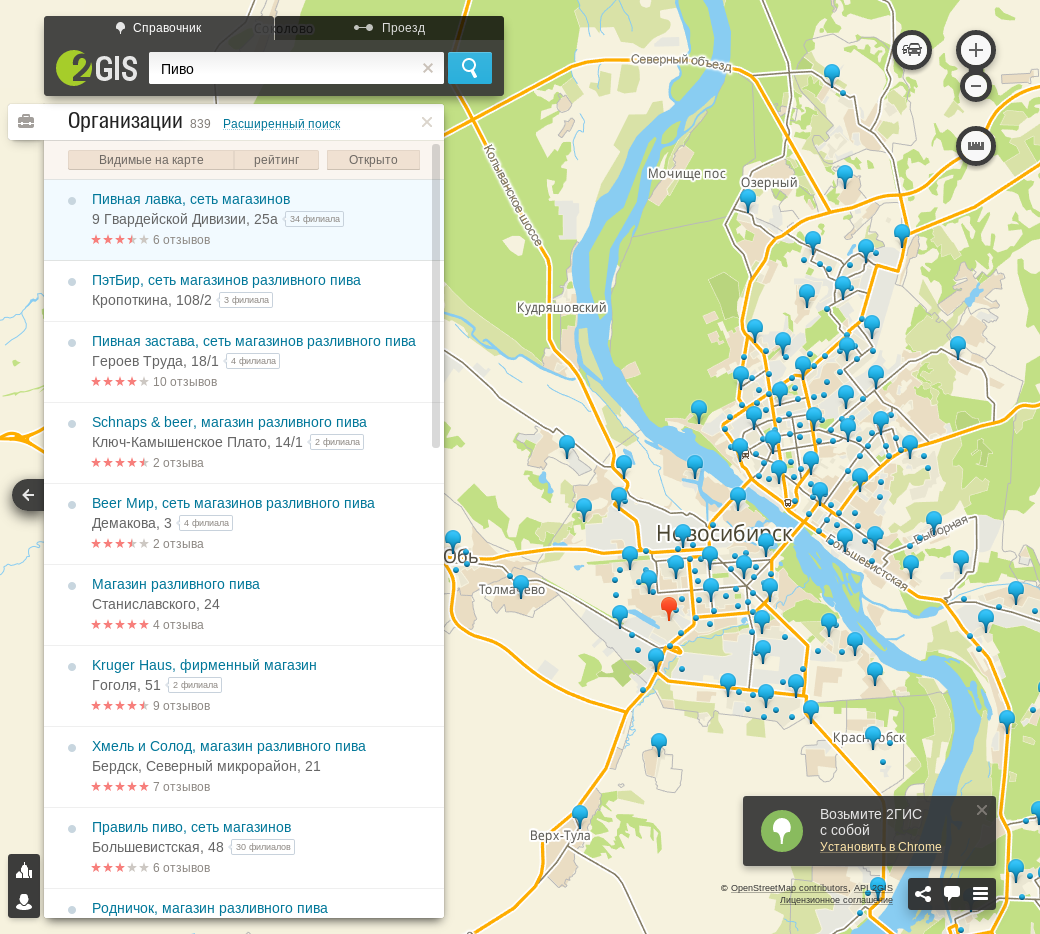 Справочник
Проезд
2GIS
Пиво
Организации 839 Расширенный поиск
Видимые на карте рейтинг Открыто
Пивная лавка, сеть магазинов
9 Гвардейской Дивизии, 25а 34 филиала
6 отзывов
ПэтБир, сеть магазинов разливного пива
Кропоткина, 108/2 3 филиала
Пивная застава, сеть магазинов разливного пива
Героев Труда, 18/1 4 филиала
10 отзывов
Schnaps & beer, магазин разливного пива
Ключ-Камышенское Плато, 14/1 2 филиала
2 отзыва
Beer Мир, сеть магазинов разливного пива
Демакова, 3 4 филиала
2 отзыва
Магазин разливного пива
Станиславского, 24
4 отзыва
Kruger Haus, фирменный магазин
Гоголя, 51 2 филиала
9 отзывов
Хмель и Солод, магазин разливного пива
Бердск, Северный микрорайон, 21
7 отзывов
Правиль пиво, сеть магазинов
Большевистская, 48 30 филиалов
6 отзывов
Родничок, магазин разливного пива
Соколово
Северный объезд
Колыванское шоссе
Мочище пос
Озерный
Кудряшовский
Новосибирск
Обь
Толмачево
Выборная
Большевистская
Краснообск
Верх-Тула
Возьмите 2ГИС
с собой
Установить в Chrome
© OpenStreetMap contributors, API 2GIS
Лицензионное соглашение